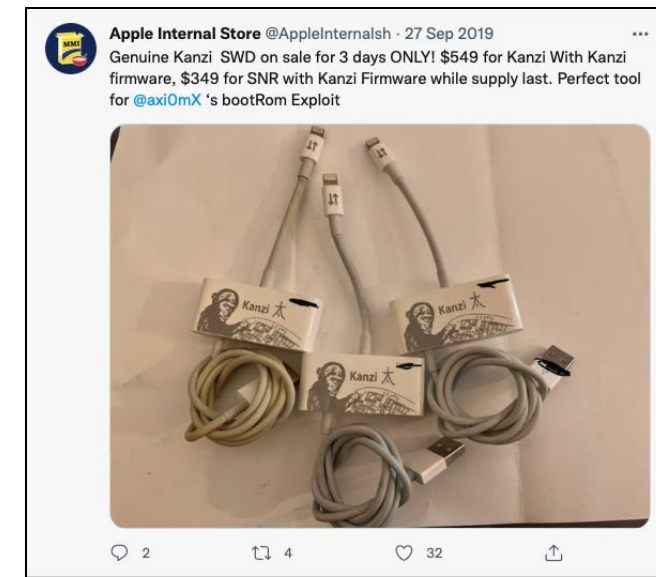 MMI
Apple Internal Store @AppleInternalsh · 27 Sep 2019
Genuine Kanzi  SWD on sale for 3 days ONLY! $549 for Kanzi With Kanzi
firmware, $349 for SNR with Kanzi Firmware while supply last. Perfect tool
for @axi0mX 's bootRom Exploit
Kanzi 太
Kanzi 太
Kanzi 太
2 4 32